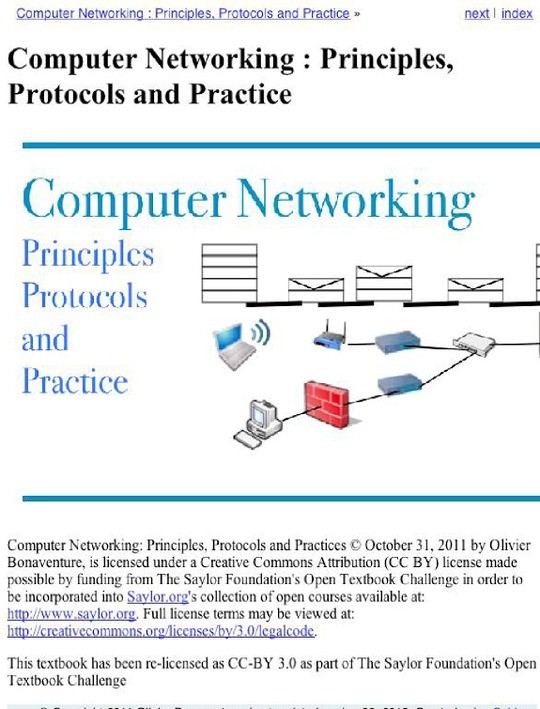 Computer Networking : Principles, Protocols and Practice » next | index
Computer Networking : Principles,
Protocols and Practice
Computer Networking
Principles
Protocols
and
Practice
Computer Networking: Principles, Protocols and Practices © October 31, 2011 by Olivier
Bonaventure, is licensed under a Creative Commons Attribution (CC BY) license made
possible by funding from The Saylor Foundation's Open Textbook Challenge in order to
be incorporated into Saylor.org's collection of open courses available at:
http://www.saylor.org. Full license terms may be viewed at:
http://creativecommons.org/licenses/by/3.0/legalcode.
This textbook has been re-licensed as CC-BY 3.0 as part of The Saylor Foundation's Open
Textbook Challenge